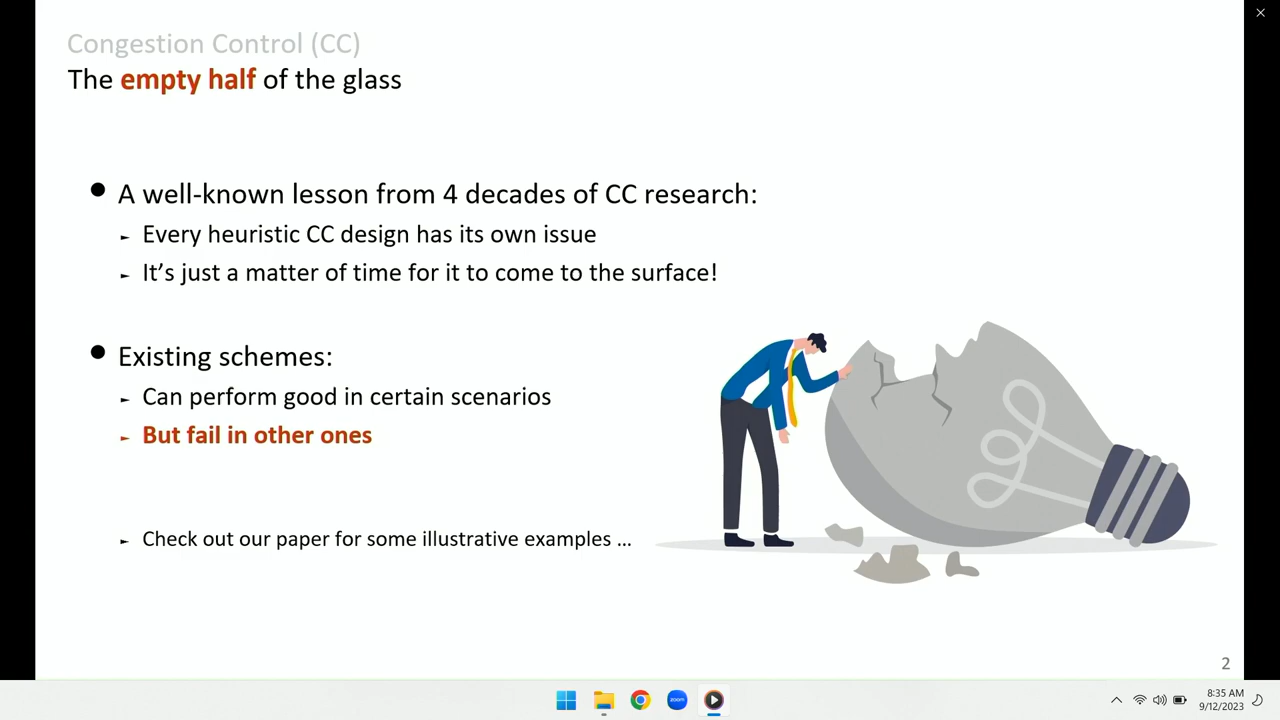 Congestion Control (CC)
The empty half of the glass
● A well-known lesson from 4 decades of CC research:
► Every heuristic CC design has its own issue
► It's just a matter of time for it to come to the surface!
● Existing schemes:
► Can perform good in certain scenarios
► But fail in other ones
► Check out our paper for some illustrative examples ...
2
zoom
8:35 AM
9/12/2023